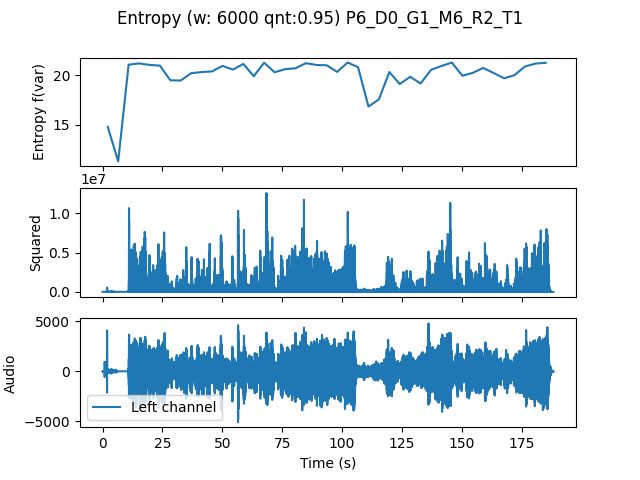 Entropy (w: 6000 qnt:0.95) P6_D0_G1_M6_R2_T1
Entropy f(var)
20
15
1e7
Squared
1.0
0.5
0.0
Audio
5000
0
−5000
Left channel
0 25 50 75 100 125 150 175
Time (s)